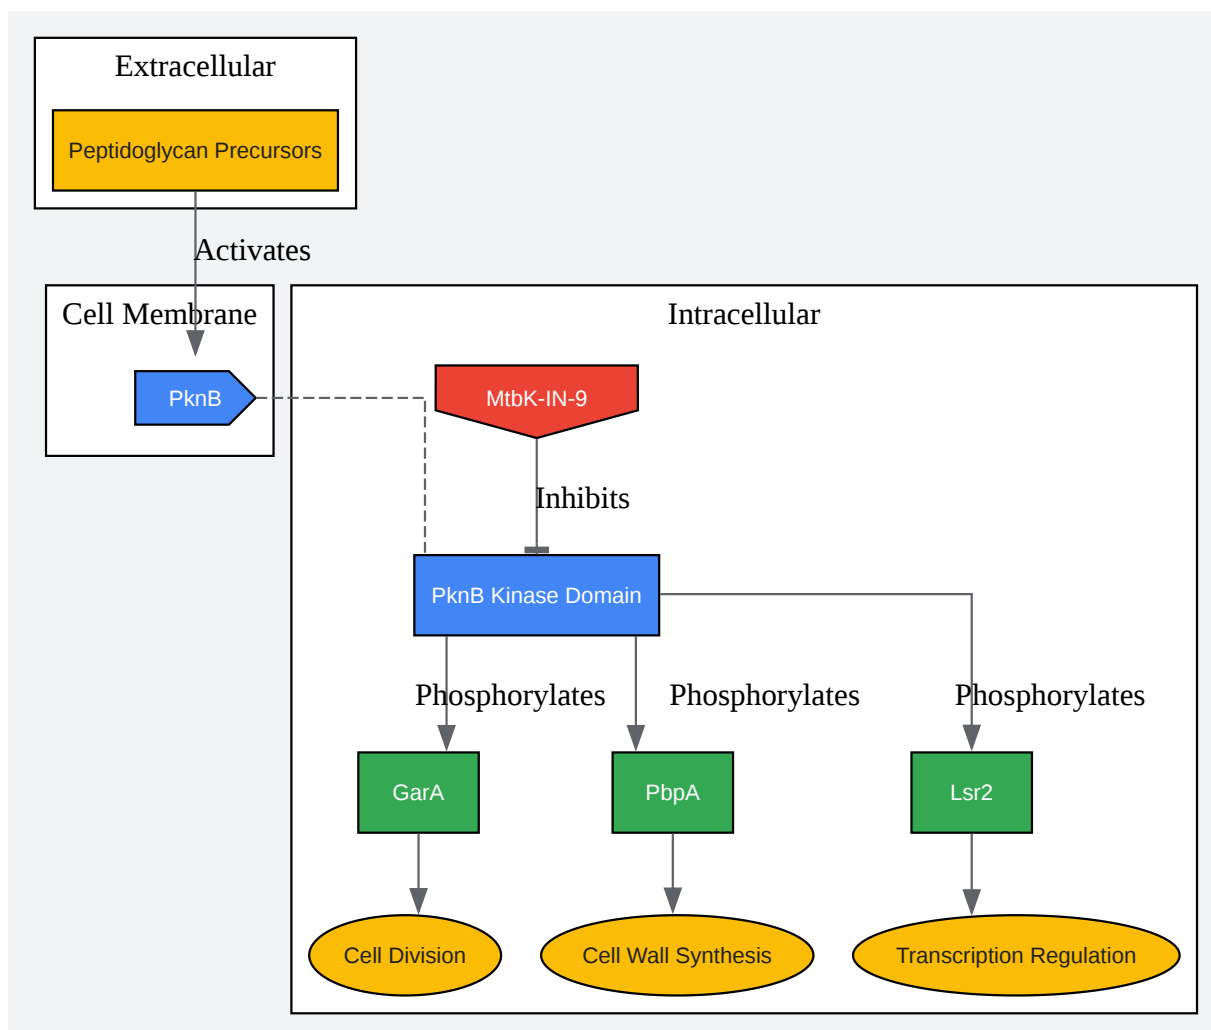 Extracellular
Peptidoglycan Precursors
Activates
Cell Membrane
Intracellular
PknB
MtbK-IN-9
Inhibits
PknB Kinase Domain
Phosphorylates
Phosphorylates
Phosphorylates
GarA
PbpA
Lsr2
Cell Division
Cell Wall Synthesis
Transcription Regulation